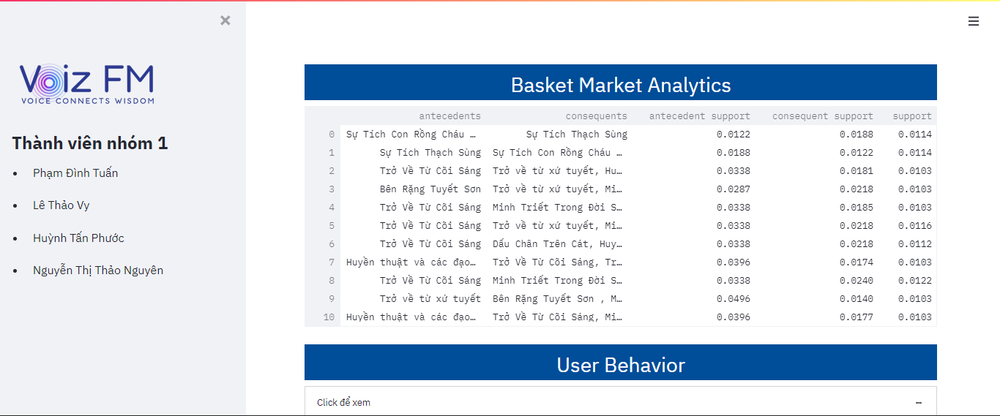 Voiz FM
VOICE CONNECTS WISDOM
Thành viên nhóm 1
Phạm Đình Tuấn
Lê Thảo Vy
Huỳnh Tấn Phước
Nguyễn Thị Thảo Nguyên
Basket Market Analytics
antecedents consequents antecedent support consequent support support
0 Sự Tích Con Rồng Cháu … Sự Tích Thạch Sùng 0.0122 0.0188 0.0114
1 Sự Tích Thạch Sùng Sự Tích Con Rồng Cháu … 0.0188 0.0122 0.0114
2 Trở Về Từ Cõi Sáng Trở về từ xứ tuyết, Hu… 0.0338 0.0181 0.0103
3 Bên Rặng Tuyết Sơn Trở về từ xứ tuyết, Mi… 0.0287 0.0218 0.0103
4 Trở Về Từ Cõi Sáng Minh Triết Trong Đời S… 0.0338 0.0185 0.0103
5 Trở Về Từ Cõi Sáng Trở về từ xứ tuyết, Mi… 0.0338 0.0218 0.0116
6 Trở Về Từ Cõi Sáng Dấu Chân Trên Cát, Huy… 0.0338 0.0218 0.0112
7 Huyền thuật và các đạo… Trở Về Từ Cõi Sáng, Tr… 0.0396 0.0174 0.0103
8 Trở Về Từ Cõi Sáng Minh Triết Trong Đời S… 0.0338 0.0240 0.0122
9 Trở về từ xứ tuyết Bên Rặng Tuyết Sơn , M… 0.0496 0.0140 0.0103
10 Huyền thuật và các đạo… Trở Về Từ Cõi Sáng, Mi… 0.0396 0.0177 0.0103
User Behavior
Click để xem